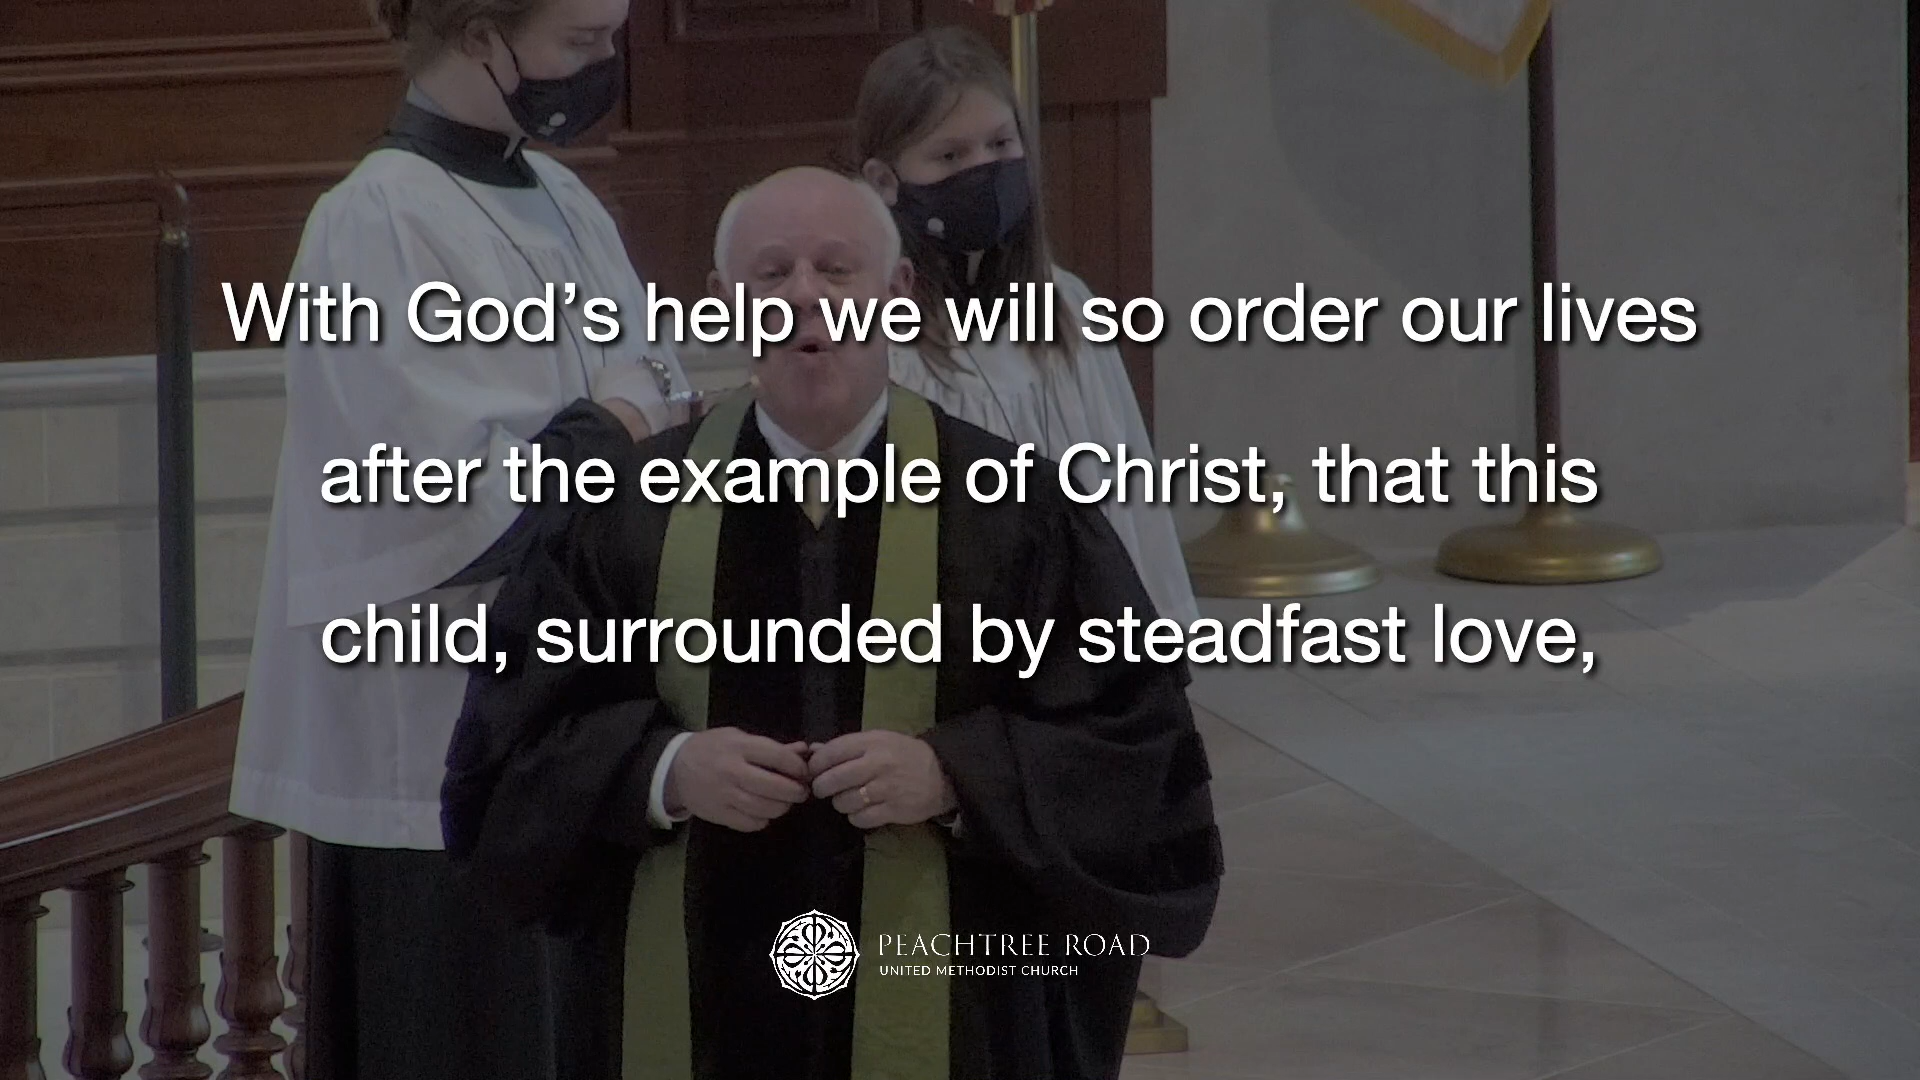 With God’s help we will so order our lives
after the example of Christ, that this
child, surrounded by steadfast love,
PEACHTREE ROAD
UNITED METHODIST CHURCH